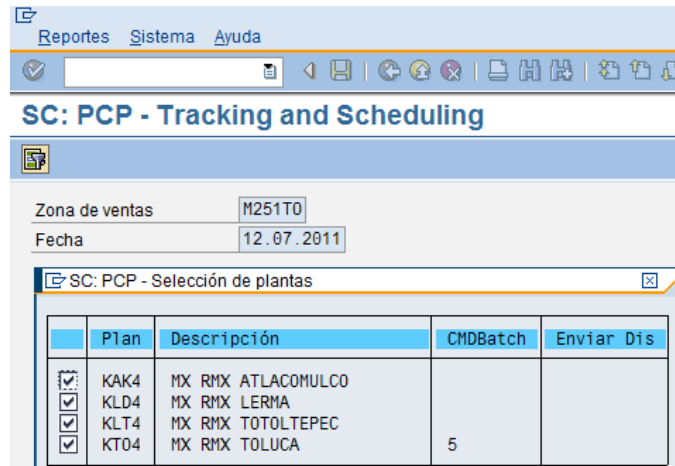 Reportes Sistema Ayuda
SC: PCP - Tracking and Scheduling
Zona de ventas M251TO
Fecha 12.07.2011
SC: PCP - Selección de plantas
Plan Descripción CMDBatch Enviar Dis
KAK4 MX RMX ATLACOMULCO
KLD4 MX RMX LERMA
KLT4 MX RMX TOTOLTEPEC
KT04 MX RMX TOLUCA 5